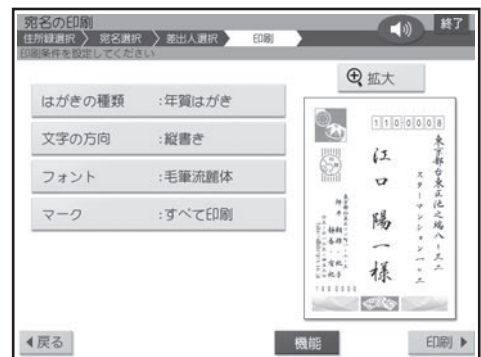 宛名の印刷
住所録選択 〉 宛名選択 〉 差出人選択 〉 印刷
終了
印刷条件を設定してください
拡大
はがきの種類 :年賀はがき
文字の方向 :縦書き
フォント :毛筆流麗体
マーク :すべて印刷
1100008
東京都台東区池之端八-二二
スターマンション一-二
江口陽一様
◀戻る
機能
印刷▶